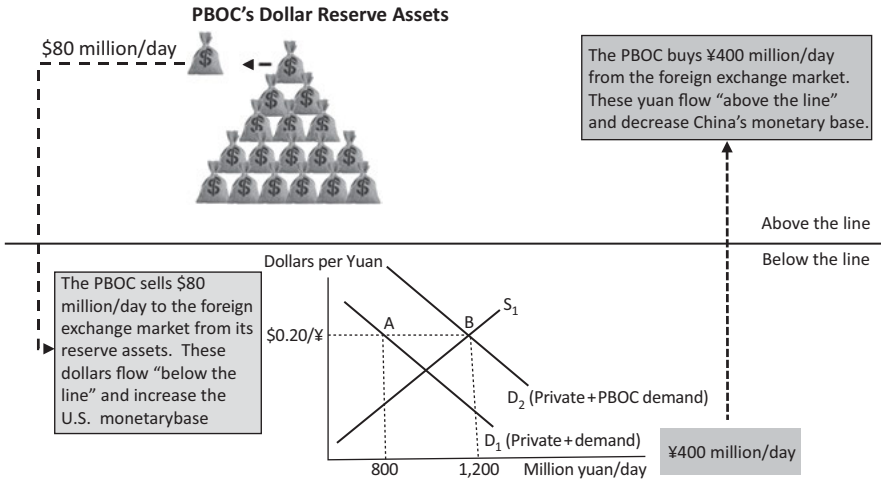 PBOC's Dollar Reserve Assets
$80 million/day
The PBOC buys ¥400 million/day
from the foreign exchange market.
These yuan flow "above the line"
and decrease China's monetary base.
$
$
$ $
$ $ $
$ $ $ $ $
$ $ $ $ $ $
Above the line
Below the line
The PBOC sells $80
million/day to the foreign
exchange market from its
reserve assets. These
dollars flow "below the
line" and increase the
U.S. monetarybase
Dollars per Yuan
S1
A
B
$0.20/¥
D2 (Private+PBOC demand)
D1 (Private+demand)
¥400 million/day
800
1,200
Million yuan/day